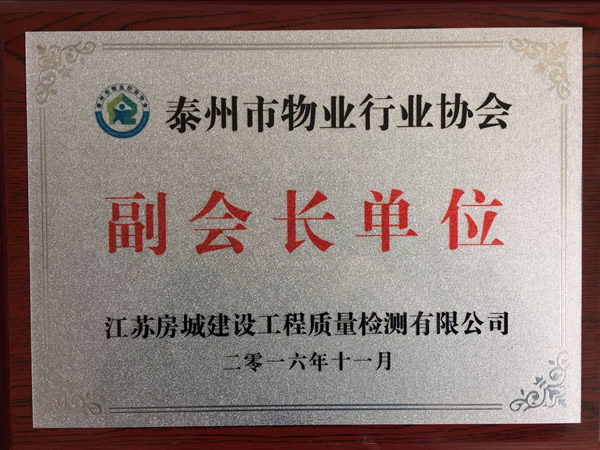 泰州市物业行业协会
副会长单位
江苏房城建设工程质量检测有限公司
二零一六年十一月